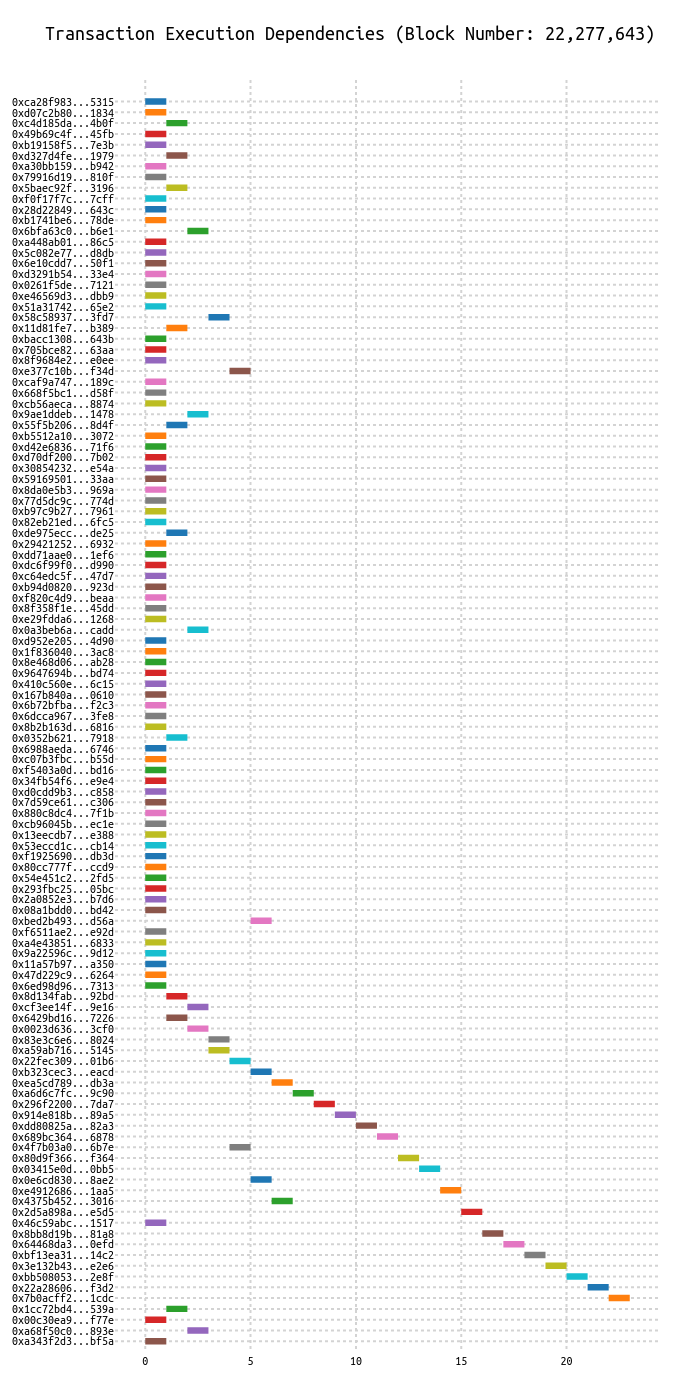 Transaction Execution Dependencies (Block Number: 22,277,643)
0xca28f983...5315
0xd07c2b80...1834
0xc4d185da...4b0f
0x49b69c4f...45fb
0xb19158f5...7e3b
0xd327d4fe...1979
0xa30bb159...b942
0x79916d19...810f
0x5baec92f...3196
0xf0f17f7c...7cff
0x28d22849...643c
0xb1741be6...78de
0x6bfa63c0...b6e1
0xa448ab01...86c5
0x5c082e77...d8db
0x6e10cdd7...50f1
0xd3291b54...33e4
0x0261f5de...7121
0xe46569d3...dbb9
0x51a31742...65e2
0x58c58937...3fd7
0x11d81fe7...b389
0xbacc1308...643b
0x705bce82...63aa
0x8f9684e2...e0ee
0xe377c10b...f34d
0xcaf9a747...189c
0x668f5bc1...d58f
0xcb56aeca...8874
0x9ae1ddeb...1478
0x55f5b206...8d4f
0xb5512a10...3072
0xd42e6836...71f6
0xd70df200...7b02
0x30854232...e54a
0x59169501...33aa
0x8da0e5b3...969a
0x77d5dc9c...774d
0xb97c9b27...7961
0x82eb21ed...6fc5
0xde975ecc...de25
0x29421252...6932
0xdd71aae0...1ef6
0xdc6f99f0...d990
0xc64edc5f...47d7
0xb94d0820...923d
0xf820c4d9...beaa
0x8f358f1e...45dd
0xe29fdda6...1268
0x0a3beb6a...cadd
0xd952e205...4d90
0x1f836040...3ac8
0x8e468d06...ab28
0x9647694b...bd74
0x410c560e...6c15
0x167b840a...0610
0x6b72bfba...f2c3
0x6dcca967...3fe8
0x8b2b163d...6816
0x0352b621...7918
0x6988aeda...6746
0xc07b3fbc...b55d
0xf5403a0d...bd16
0x34fb54f6...e9e4
0xd0cdd9b3...c858
0x7d59ce61...c306
0x880c8dc4...7f1b
0xcb96045b...ec1e
0x13eecdb7...e388
0x53eccd1c...cb14
0xf1925690...db3d
0x80cc777f...ccd9
0x54e451c2...2fd5
0x293fbc25...05bc
0x2a0852e3...b7d6
0x08a1bdd0...bd42
0xbed2b493...d56a
0xf6511ae2...e92d
0xa4e43851...6833
0x9a22596c...9d12
0x11a57b97...a350
0x47d229c9...6264
0x6ed98d96...7313
0x8d134fab...92bd
0xcf3ee14f...9e16
0x6429bd16...7226
0x0023d636...3cf0
0x83e3c6e6...8024
0xa59ab716...5145
0x22fec309...01b6
0xb323cec3...eacd
0xea5cd789...db3a
0xa6d6c7fc...9c90
0x296f2200...7da7
0x914e818b...89a5
0xdd80825a...82a3
0x689bc364...6878
0x4f7b03a0...6b7e
0x80d9f366...f364
0x03415e0d...0bb5
0x0e6cd830...8ae2
0xe4912686...1aa5
0x4375b452...3016
0x2d5a898a...e5d5
0x46c59abc...1517
0x8bb8d19b...81a8
0x64468da3...0efd
0xbf13ea31...14c2
0x3e132b43...e2e6
0xbb508053...2e8f
0x22a28606...f3d2
0x7b0acff2...1cdc
0x1cc72bd4...539a
0x00c30ea9...f77e
0xa68f50c0...893e
0xa343f2d3...bf5a
0 5 10 15 20